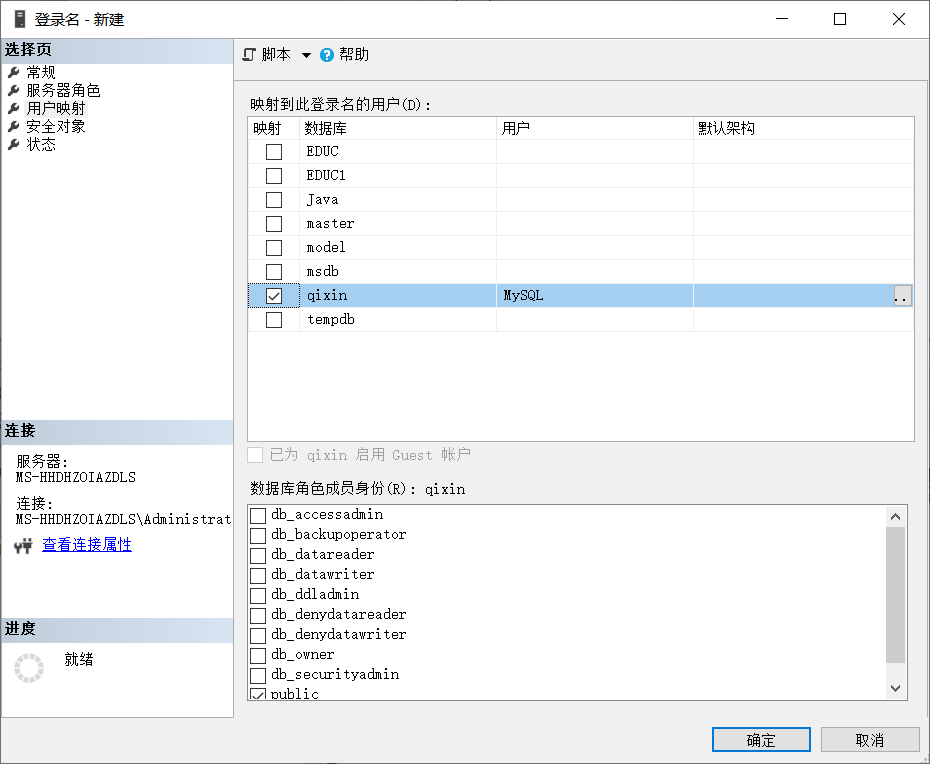 登录名 - 新建
选择页
常规
服务器角色
用户映射
安全对象
状态
连接
服务器:
MS-HHDHZOIAZDLS
连接:
MS-HHDHZOIAZDLS\Administrat
查看连接属性
进度
就绪
脚本 帮助
映射到此登录名的用户(D):
映射 数据库 用户 默认架构
EDUC
EDUC1
Java
master
model
msdb
qixin MySQL ..
tempdb
已为 qixin 启用 Guest 帐户
数据库角色成员身份(R): qixin
db_accessadmin
db_backupoperator
db_datareader
db_datawriter
db_ddladmin
db_denydatareader
db_denydatawriter
db_owner
db_securityadmin
public
确定 取消